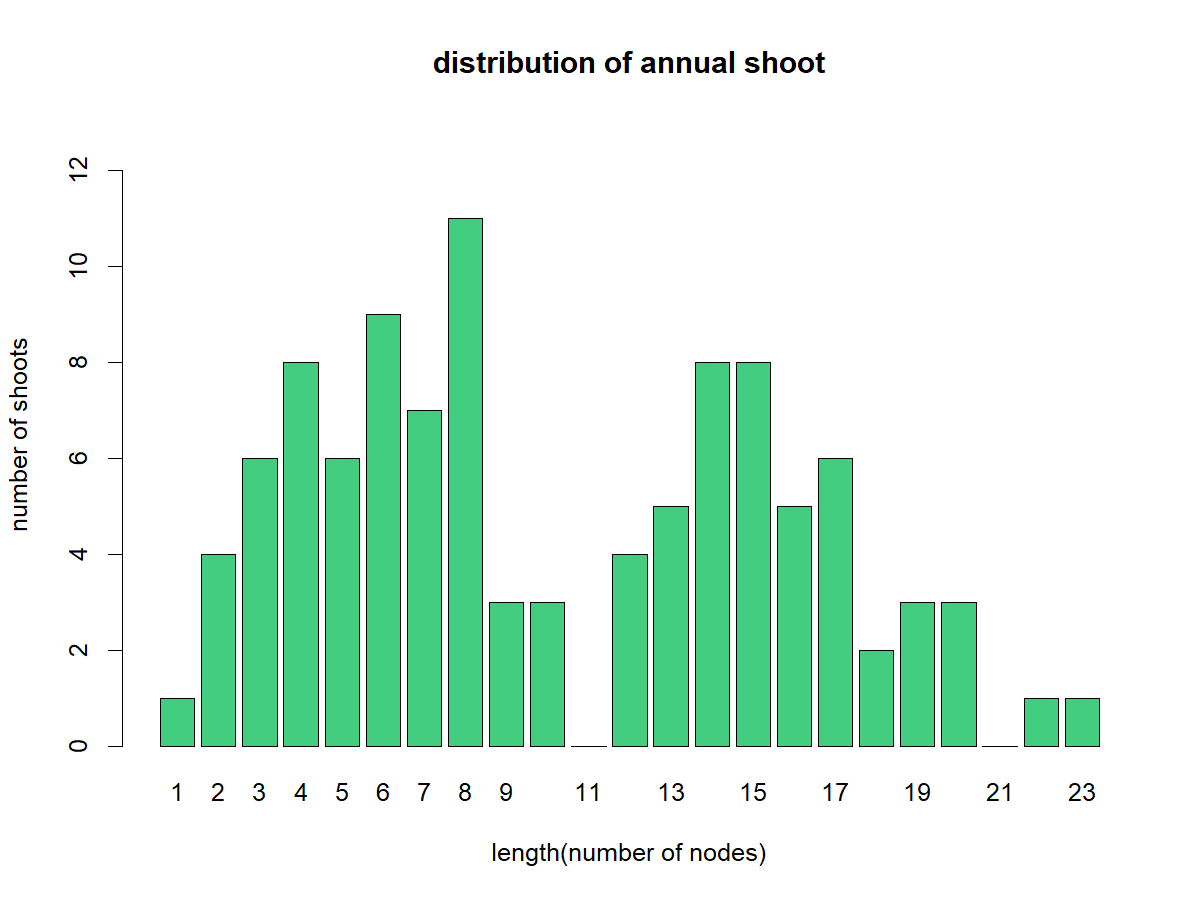 distribution of annual shoot
12
10
8
6
4
2
0
number of shoots
1 2 3 4 5 6 7 8 9 11 13 15 17 19 21 23
length(number of nodes)